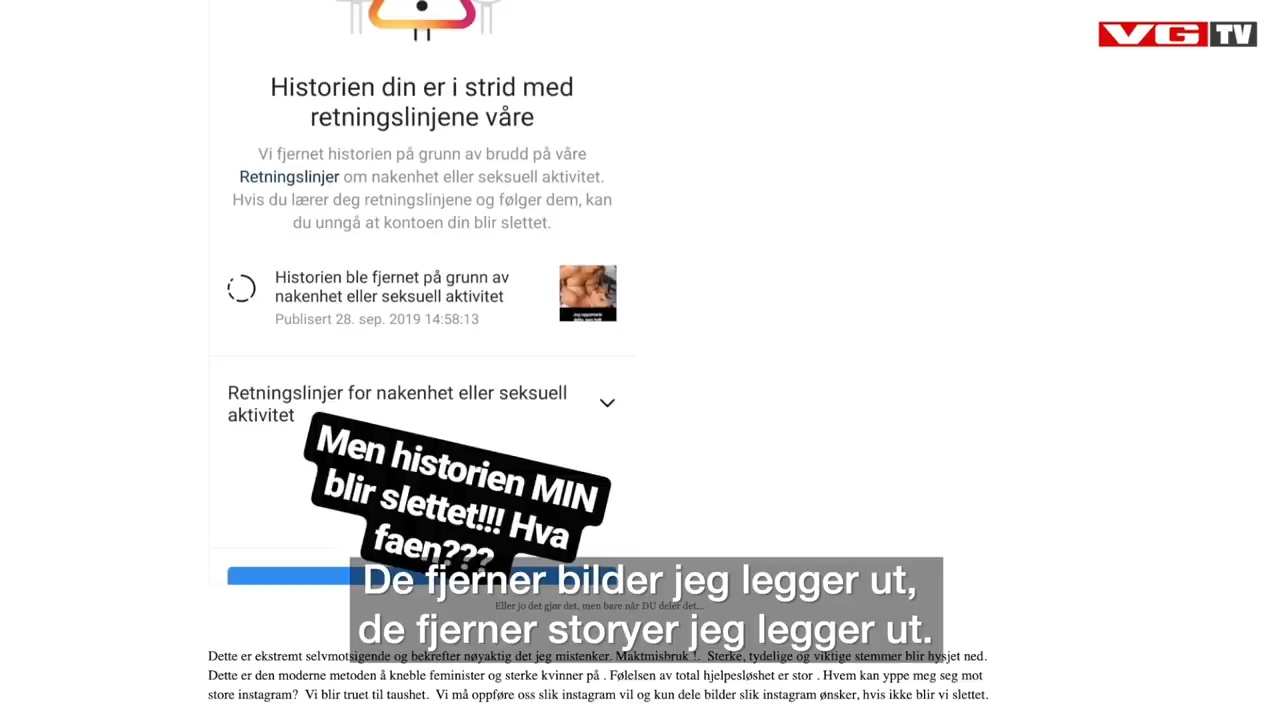 VG TV
Historien din er i strid med
retningslinjene våre
Vi fjernet historien på grunn av brudd på våre
Retningslinjer om nakenhet eller seksuell aktivitet.
Hvis du lærer deg retningslinjene og følger dem, kan
du unngå at kontoen din blir slettet.
Historien ble fjernet på grunn av
nakenhet eller seksuell aktivitet
Publisert 28. sep. 2019 14:58:13
Retningslinjer for nakenhet eller seksuell
aktivitet
Men historien MIN
blir slettet!!! Hva
faen???
De fjerner bilder jeg legger ut,
Eller jo det gjør det, men bare når DU deler det...
de fjerner storyer jeg legger ut.
Dette er ekstremt selvmotsigende og bekrefter nøyaktig det jeg mistenker. Maktmisbruk !. Sterke, tydelige og viktige stemmer blir hysjet ned.
Dette er den moderne metoden å kneble feminister og sterke kvinner på . Følelsen av total hjelpesløshet er stor . Hvem kan yppe meg seg mot
store instagram? Vi blir truet til taushet. Vi må oppføre oss slik instagram vil og kun dele bilder slik instagram ønsker, hvis ikke blir vi slettet.